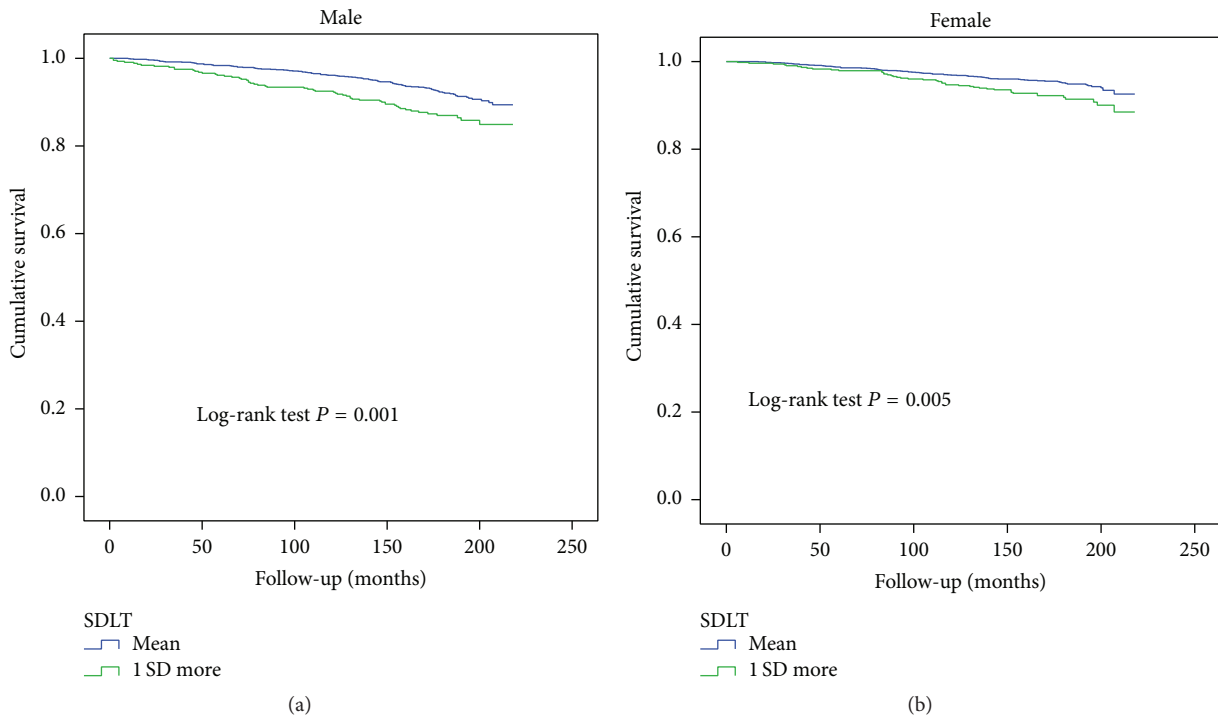 Male
Cumulative survival
1.0
0.8
0.6
0.4
0.2
0.0
Log-rank test P = 0.001
0 50 100 150 200 250
Follow-up (months)
SDLT
Mean
1 SD more
(a)
Female
Cumulative survival
1.0
0.8
0.6
0.4
0.2
0.0
Log-rank test P = 0.005
0 50 100 150 200 250
Follow-up (months)
SDLT
Mean
1 SD more
(b)